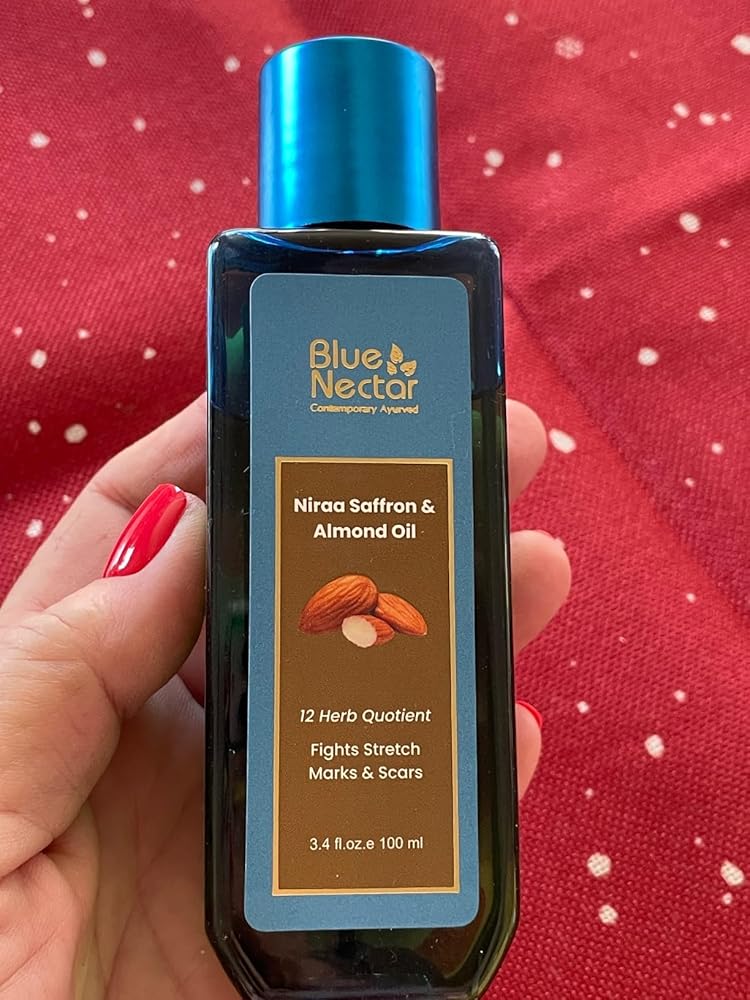 Blue
Nectar
Contemporary Ayurved
Niraa Saffron &
Almond Oil
12 Herb Quotient
Fights Stretch
Marks & Scars
3.4 fl.oz.e 100 ml